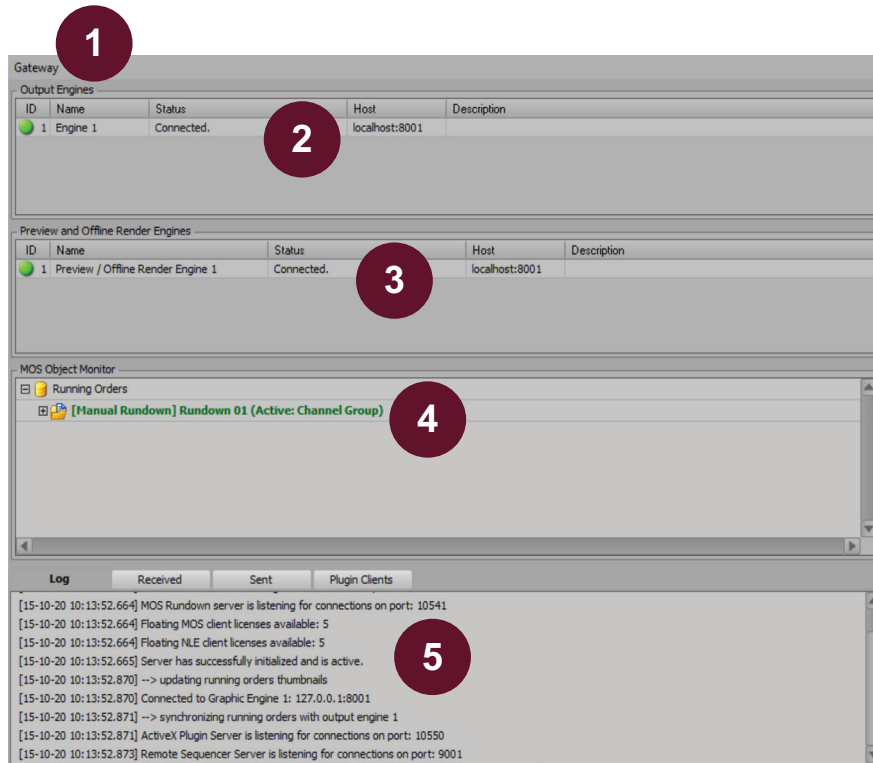 1
Gateway
Output Engines
ID Name Status Host Description
1 Engine 1 Connected. localhost:8001
2
Preview and Offline Render Engines
ID Name Status Host Description
1 Preview / Offline Render Engine 1 Connected. localhost:8001
3
MOS Object Monitor
Running Orders
[Manual Rundown] Rundown 01 (Active: Channel Group)
4
Log Received Sent Plugin Clients
[15-10-20 10:13:52.664] MOS Rundown server is listening for connections on port: 10541
[15-10-20 10:13:52.664] Floating MOS client licenses available: 5
[15-10-20 10:13:52.664] Floating NLE client licenses available: 5
[15-10-20 10:13:52.665] Server has successfully initialized and is active.
5
[15-10-20 10:13:52.870] --> updating running orders thumbnails
[15-10-20 10:13:52.870] Connected to Graphic Engine 1: 127.0.0.1:8001
[15-10-20 10:13:52.871] --> synchronizing running orders with output engine 1
[15-10-20 10:13:52.871] ActiveX Plugin Server is listening for connections on port: 10550
[15-10-20 10:13:52.873] Remote Sequencer Server is listening for connections on port: 9001